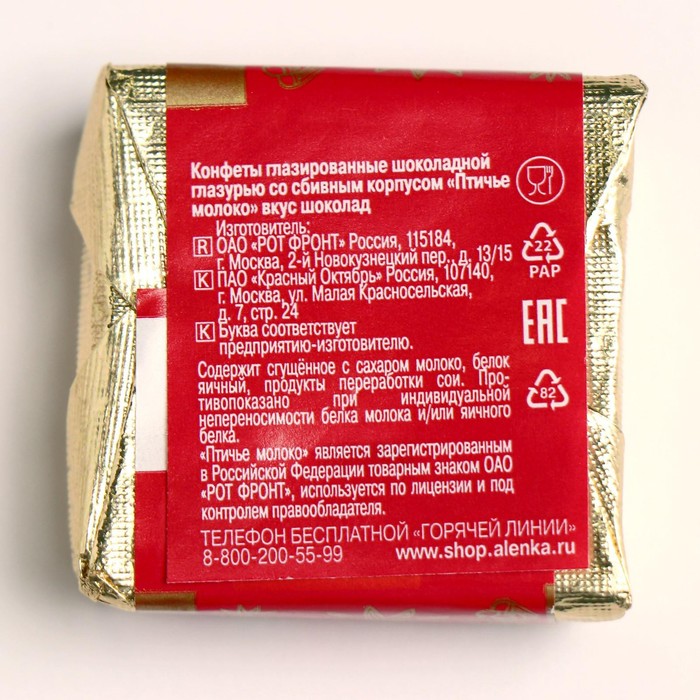 Конфеты глазированные шоколадной
глазурью со сбивным корпусом «Птичье
молоко» вкус шоколад
Изготовитель:
R ОАО «РОТ ФРОНТ» Россия, 115184,
г. Москва, 2-й Новокузнецкий пер., д. 13/15
К ПАО «Красный Октябрь» Россия, 107140,
г. Москва, ул. Малая Красносельская,
д. 7, стр. 24
К Буква соответствует
предприятию-изготовителю.
Содержит сгущённое с сахаром молоко, белок
яичный, продукты переработки сои. Про-
тивопоказано при индивидуальной
непереносимости белка молока и/или яичного
белка.
«Птичье молоко» является зарегистрированным
в Российской Федерации товарным знаком ОАО
«РОТ ФРОНТ», используется по лицензии и под
контролем правообладателя.
ТЕЛЕФОН БЕСПЛАТНОЙ «ГОРЯЧЕЙ ЛИНИИ»
8-800-200-55-99 www.shop.alenka.ru
22
PAP
EAC
82